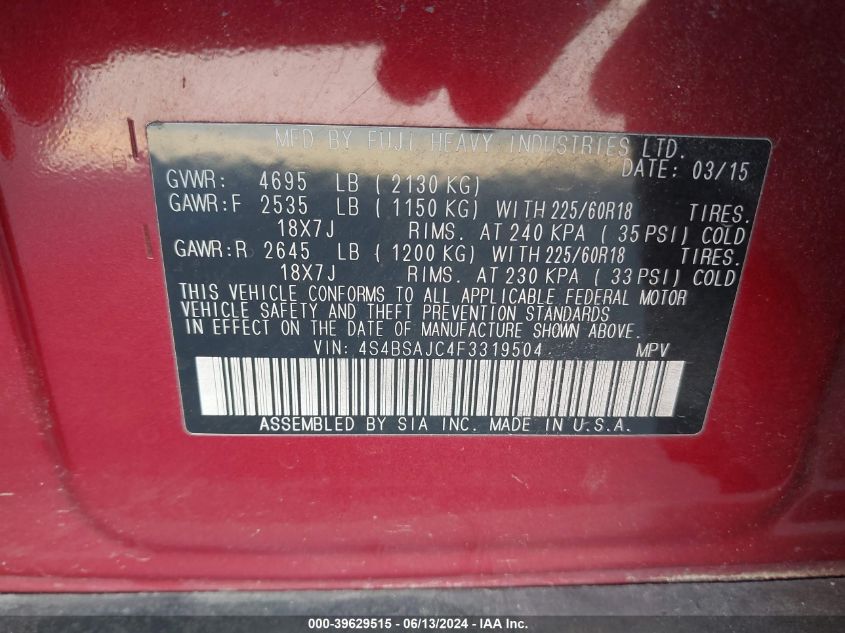 MFD BY FUJI HEAVY INDUSTRIES LTD.
DATE: 03/15
GVWR: 4695 LB (2130 KG)
GAWR:F 2535 LB (1150 KG) WITH 225/60R18 TIRES.
18X7J RIMS. AT 240 KPA (35 PSI) COLD
GAWR:R 2645 LB (1200 KG) WITH 225/60R18 TIRES.
18X7J RIMS. AT 230 KPA (33 PSI) COLD
THIS VEHICLE CONFORMS TO ALL APPLICABLE FEDERAL MOTOR
VEHICLE SAFETY AND THEFT PREVENTION STANDARDS
IN EFFECT ON THE DATE OF MANUFACTURE SHOWN ABOVE.
VIN: 4S4BSAJC4F3319504 MPV
ASSEMBLED BY SIA INC. MADE IN U.S.A.
000-39629515 - 06/13/2024 - IAANI.COM